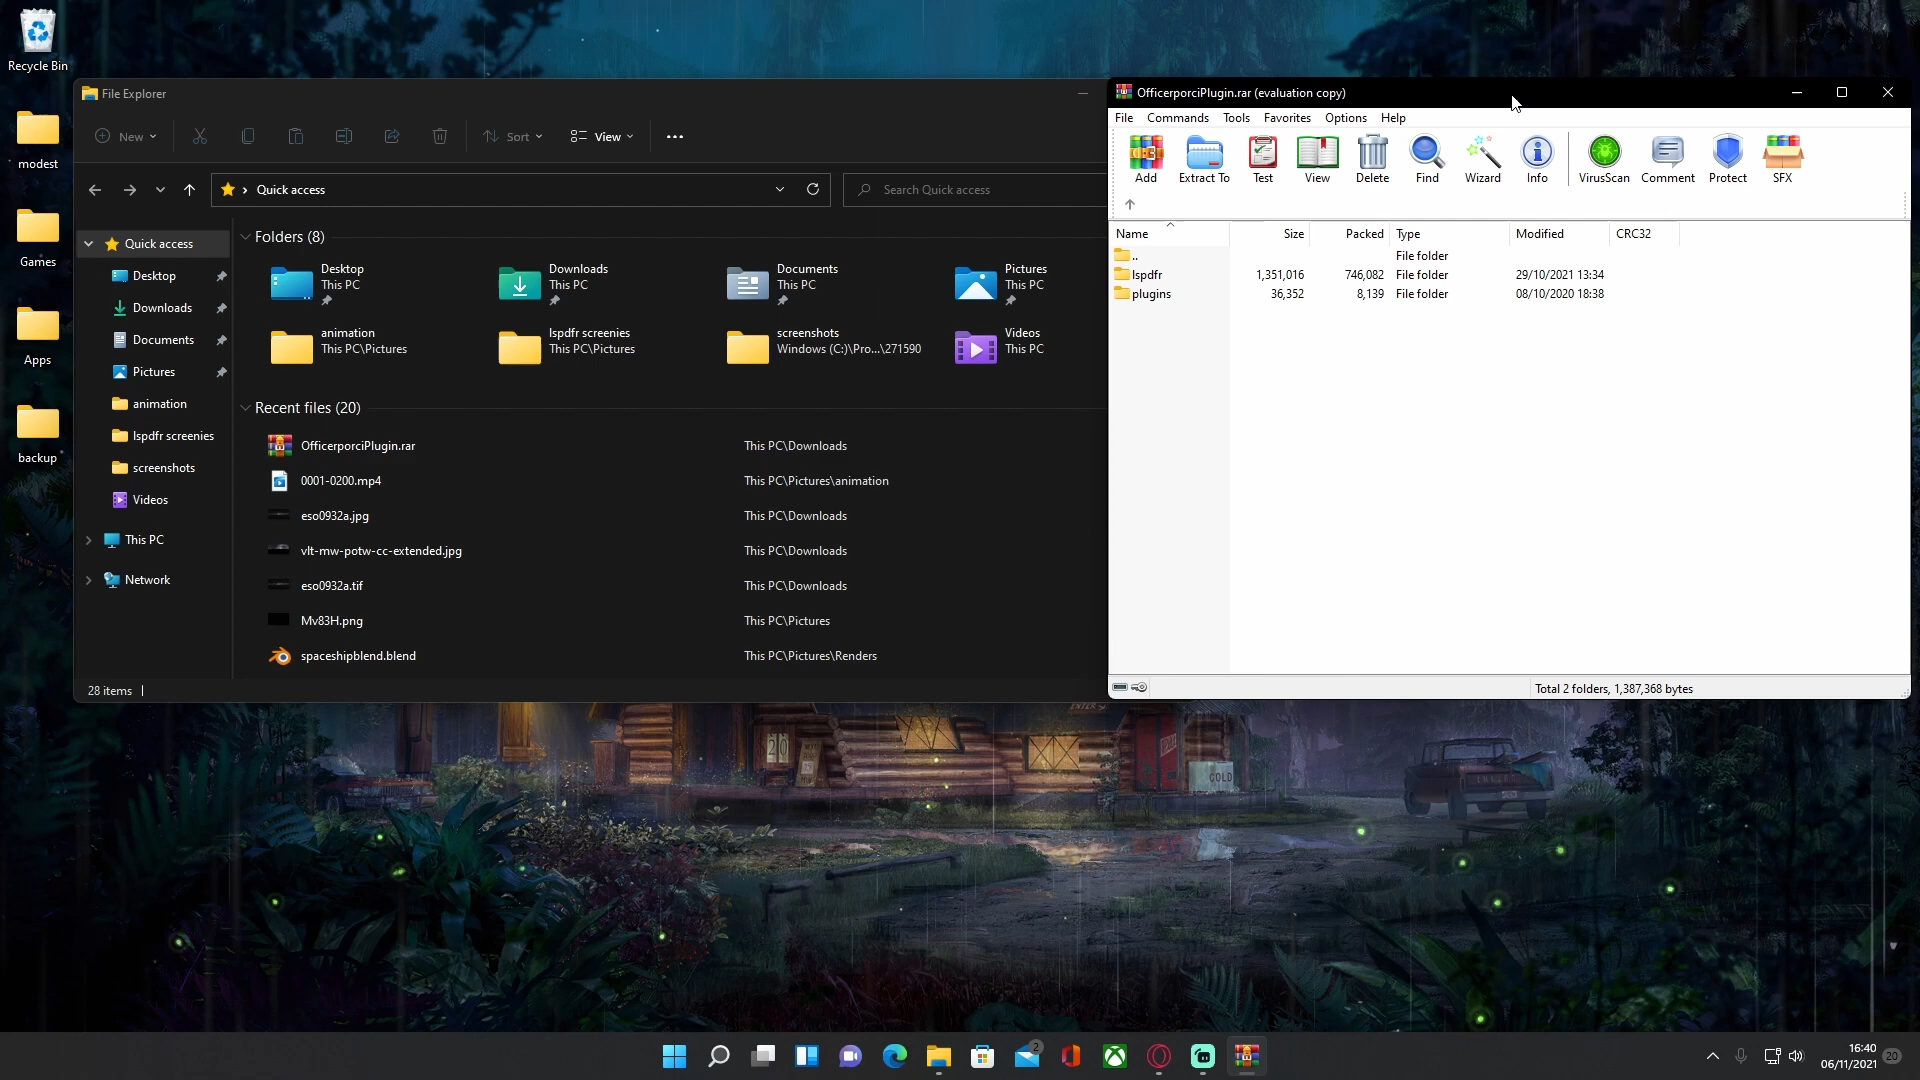 Recycle Bin
modest
Games
Apps
backup
File Explorer
New
Sort
View
Quick access
Search Quick access
Quick access
Desktop
Downloads
Documents
Pictures
animation
lspdfr screenies
screenshots
Videos
This PC
Network
Folders (8)
Desktop
This PC
Downloads
This PC
Documents
This PC
Pictures
This PC
animation
This PC\Pictures
lspdfr screenies
This PC\Pictures
screenshots
Windows (C:)\Pro...\271590
Videos
This PC
Recent files (20)
OfficerporciPlugin.rar This PC\Downloads
0001-0200.mp4 This PC\Pictures\animation
eso0932a.jpg This PC\Downloads
vlt-mw-potw-cc-extended.jpg This PC\Downloads
eso0932a.tif This PC\Downloads
Mv83H.png This PC\Pictures
spaceshipblend.blend This PC\Pictures\Renders
28 items
OfficerporciPlugin.rar (evaluation copy)
File Commands Tools Favorites Options Help
Add Extract To Test View Delete Find Wizard Info VirusScan Comment Protect SFX
Name Size Packed Type Modified CRC32
.. File folder
lspdfr 1,351,016 746,082 File folder 29/10/2021 13:34
plugins 36,352 8,139 File folder 08/10/2020 18:38
Total 2 folders, 1,387,368 bytes
20
COLD
2
16:40
06/11/2021
20